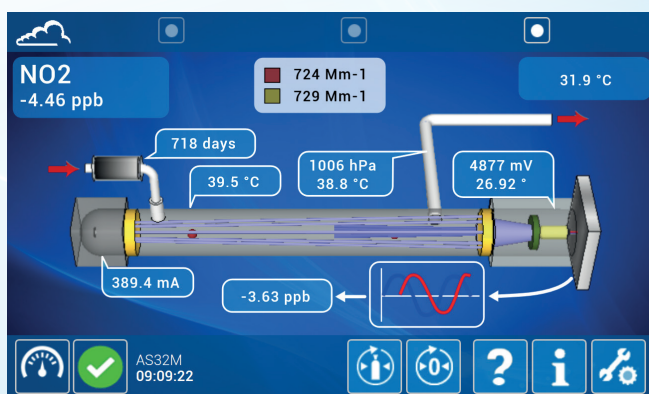 NO2
-4.46 ppb
724 Mm-1
729 Mm-1
31.9 °C
718 days
39.5 °C
1006 hPa
38.8 °C
4877 mV
26.92 °
389.4 mA
-3.63 ppb
AS32M
09:09:22
0
?
i